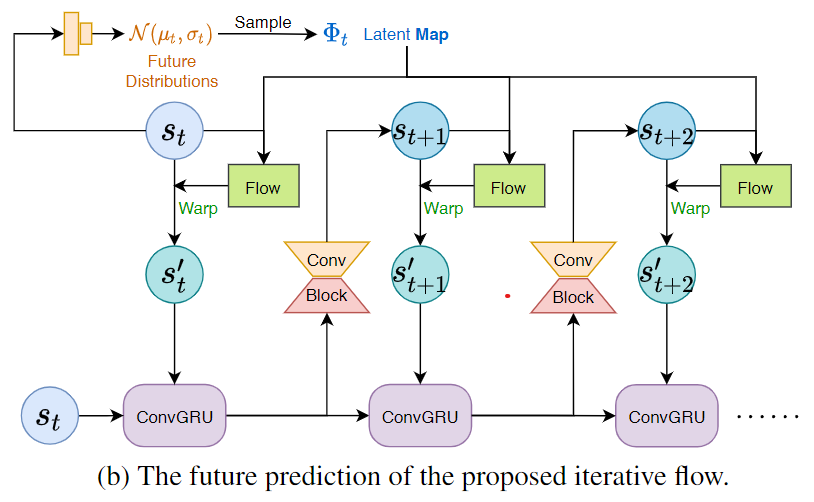 N(μₜ, σₜ) Sample Φₜ Latent Map
Future
Distributions
sₜ sₜ₊₁ sₜ₊₂
Flow Flow Flow
Warp Warp Warp
Conv Conv
s′ₜ s′ₜ₊₁ s′ₜ₊₂
Block Block
sₜ ConvGRU ConvGRU ConvGRU ······
(b) The future prediction of the proposed iterative flow.